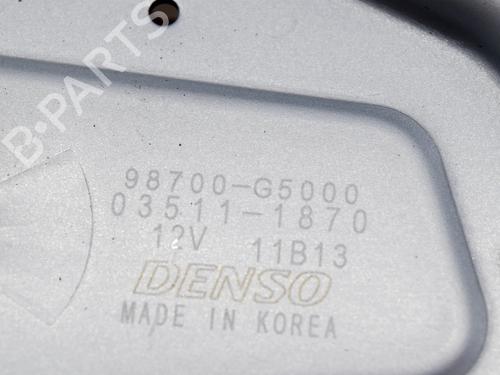 B-PARTS
98700-G5000
03511-1870
12V 11B13
DENSO
MADE IN KOREA